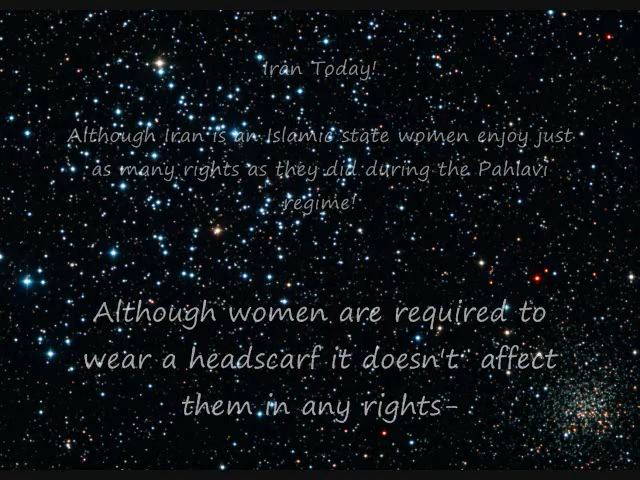 Iran Today!
Although Iran is an Islamic state women enjoy just
as many rights as they did during the Pahlavi
regime!
Although women are required to
wear a headscarf it doesn't  affect
them in any rights-